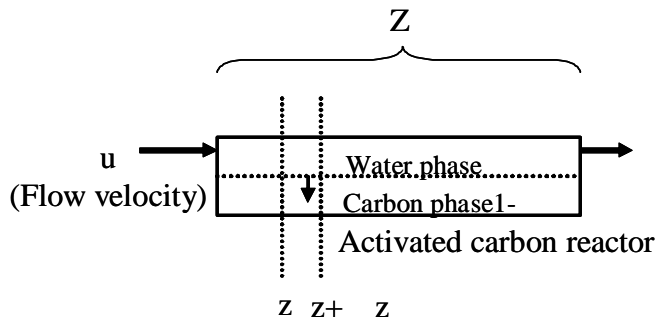 Z
u
(Flow velocity)
Water phase
Carbon phase1-
Activated carbon reactor
z z+ z